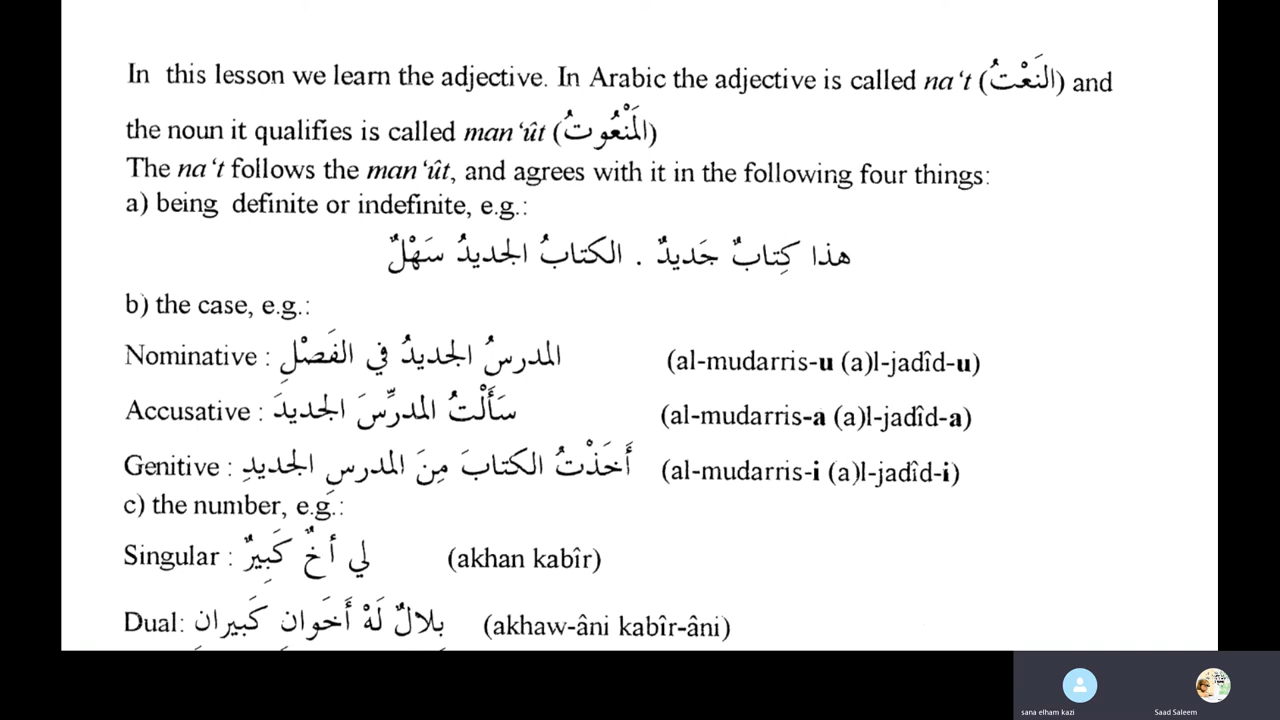 In this lesson we learn the adjective. In Arabic the adjective is called na‘t (النَعْتُ) and
the noun it qualifies is called man‘ût (المَنْعُوتُ)
The na‘t follows the man‘ût, and agrees with it in the following four things:
a) being definite or indefinite, e.g.:
هذا كِتابٌ جَديدٌ . الكتابُ الجديدُ سَهْلٌ
b) the case, e.g.:
Nominative : المدرسُ الجديدُ في الفَصْلِ (al-mudarris-u (a)l-jadîd-u)
Accusative : سَأَلْتُ المدرِّسَ الجديدَ (al-mudarris-a (a)l-jadîd-a)
Genitive : أَخَذْتُ الكتابَ مِنَ المدرسِ الجديدِ (al-mudarris-i (a)l-jadîd-i)
c) the number, e.g.:
Singular : لي أخٌ كَبِيرٌ (akhan kabîr)
Dual: بِلالٌ لَهْ أَخَوانِ كَبيرانِ (akhaw-âni kabîr-âni)
sana elham kazi
Saad Saleem